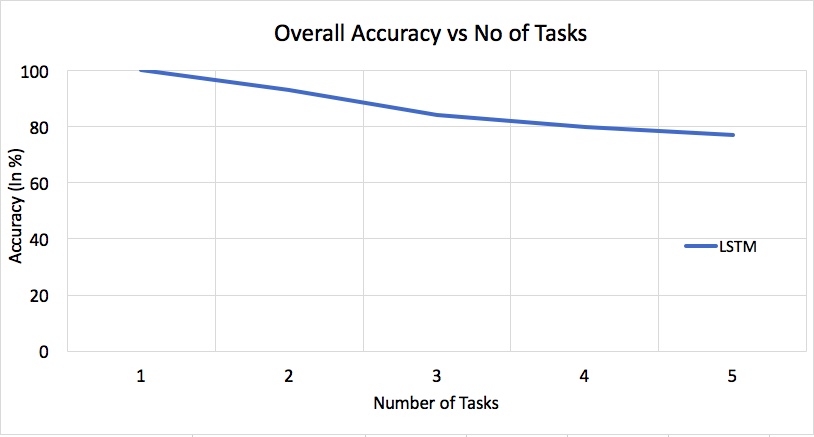 Overall Accuracy vs No of Tasks
100
80
60
40
20
0
Accuracy (In %)
LSTM
1 2 3 4 5
Number of Tasks